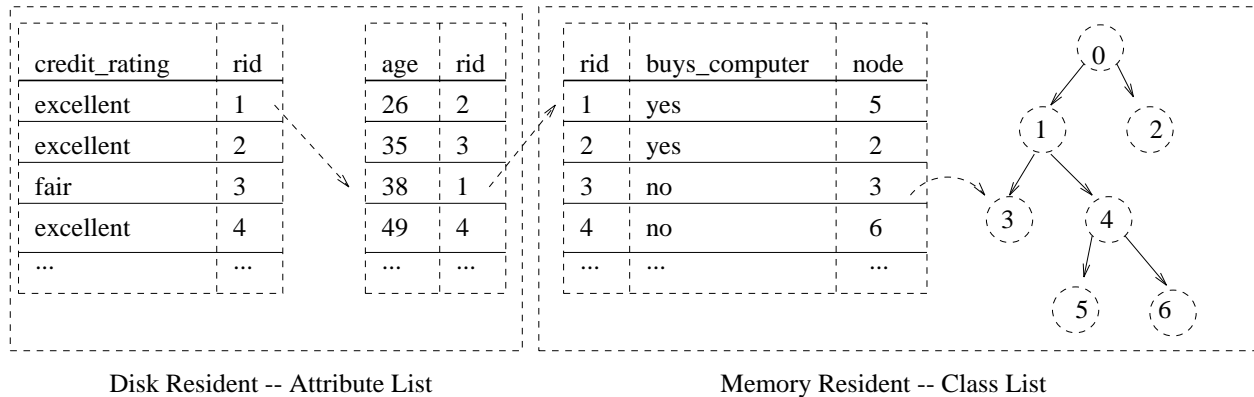 credit_rating rid
excellent 1
excellent 2
fair 3
excellent 4
... ...
age rid
26 2
35 3
38 1
49 4
... ...
rid buys_computer node
1 yes 5
2 yes 2
3 no 3
4 no 6
... ...
0
1 2
3 4
5 6
Disk Resident -- Attribute List
Memory Resident -- Class List